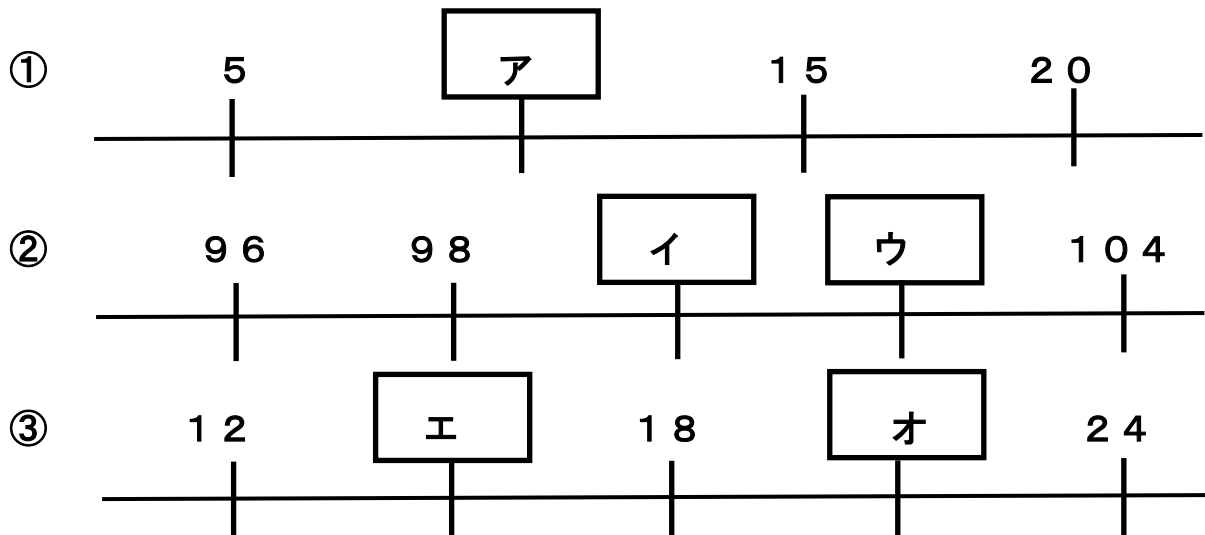 ① ５ ア １５ ２０
② ９６ ９８ イ ウ １０４
③ １２ エ １８ オ ２４